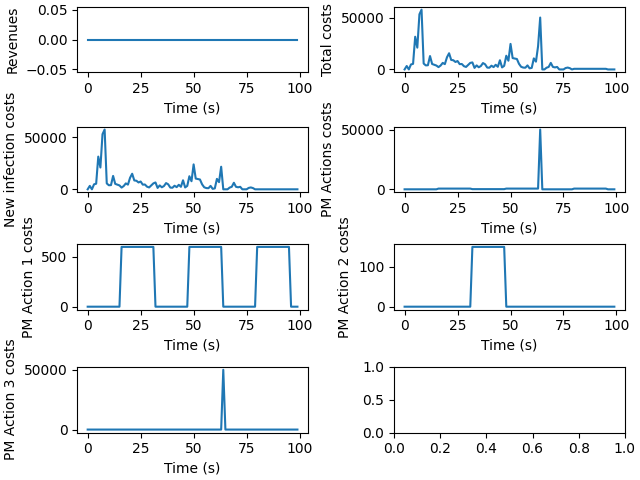 Revenues
0.05
0.00
−0.05
0 25 50 75 100
Time (s)
Total costs
50000
0
0 25 50 75 100
Time (s)
New infection costs
50000
0
0 25 50 75 100
Time (s)
PM Actions costs
50000
0
0 25 50 75 100
Time (s)
PM Action 1 costs
500
0
0 25 50 75 100
Time (s)
PM Action 2 costs
100
0
0 25 50 75 100
Time (s)
PM Action 3 costs
50000
0
0 25 50 75 100
Time (s)
1.0
0.5
0.0
0.0 0.2 0.4 0.6 0.8 1.0